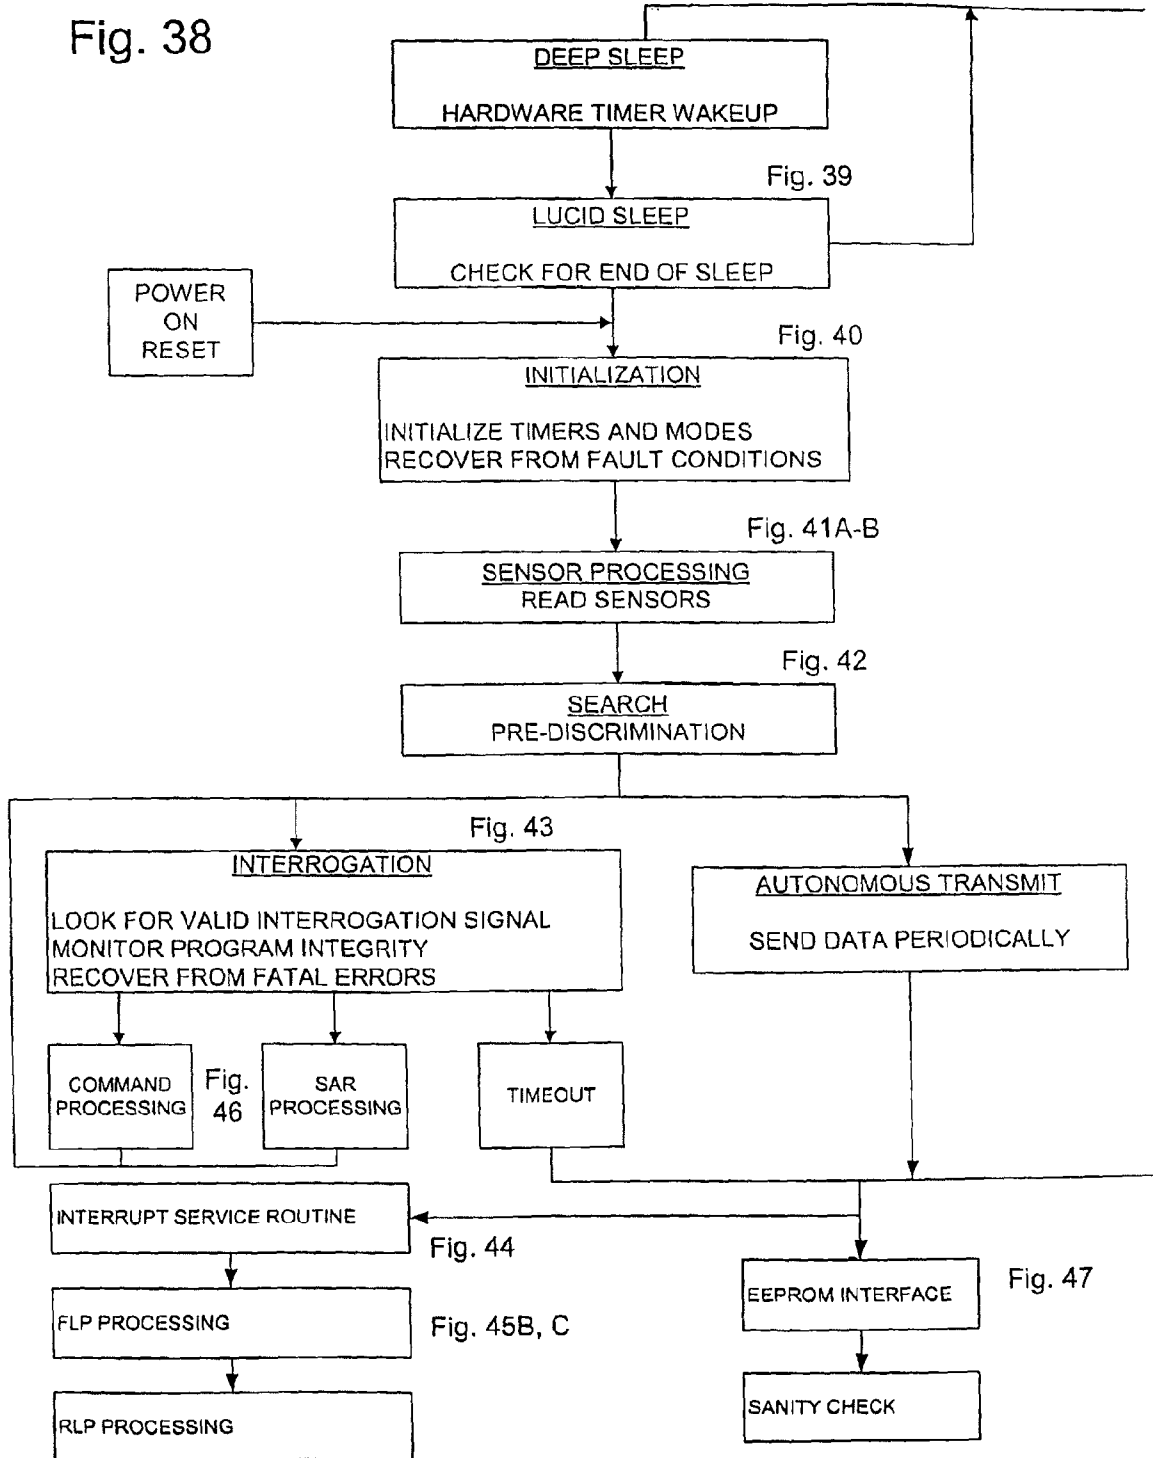 Fig. 38
DEEP SLEEP
HARDWARE TIMER WAKEUP
Fig. 39
LUCID SLEEP
CHECK FOR END OF SLEEP
POWER
ON
RESET
Fig. 40
INITIALIZATION
INITIALIZE TIMERS AND MODES
RECOVER FROM FAULT CONDITIONS
Fig. 41A-B
SENSOR PROCESSING
READ SENSORS
Fig. 42
SEARCH
PRE-DISCRIMINATION
Fig. 43
INTERROGATION
LOOK FOR VALID INTERROGATION SIGNAL
MONITOR PROGRAM INTEGRITY
RECOVER FROM FATAL ERRORS
AUTONOMOUS TRANSMIT
SEND DATA PERIODICALLY
COMMAND
PROCESSING
Fig.
46
SAR
PROCESSING
TIMEOUT
INTERRUPT SERVICE ROUTINE
Fig. 44
FLP PROCESSING
Fig. 45B, C
RLP PROCESSING
EEPROM INTERFACE
Fig. 47
SANITY CHECK